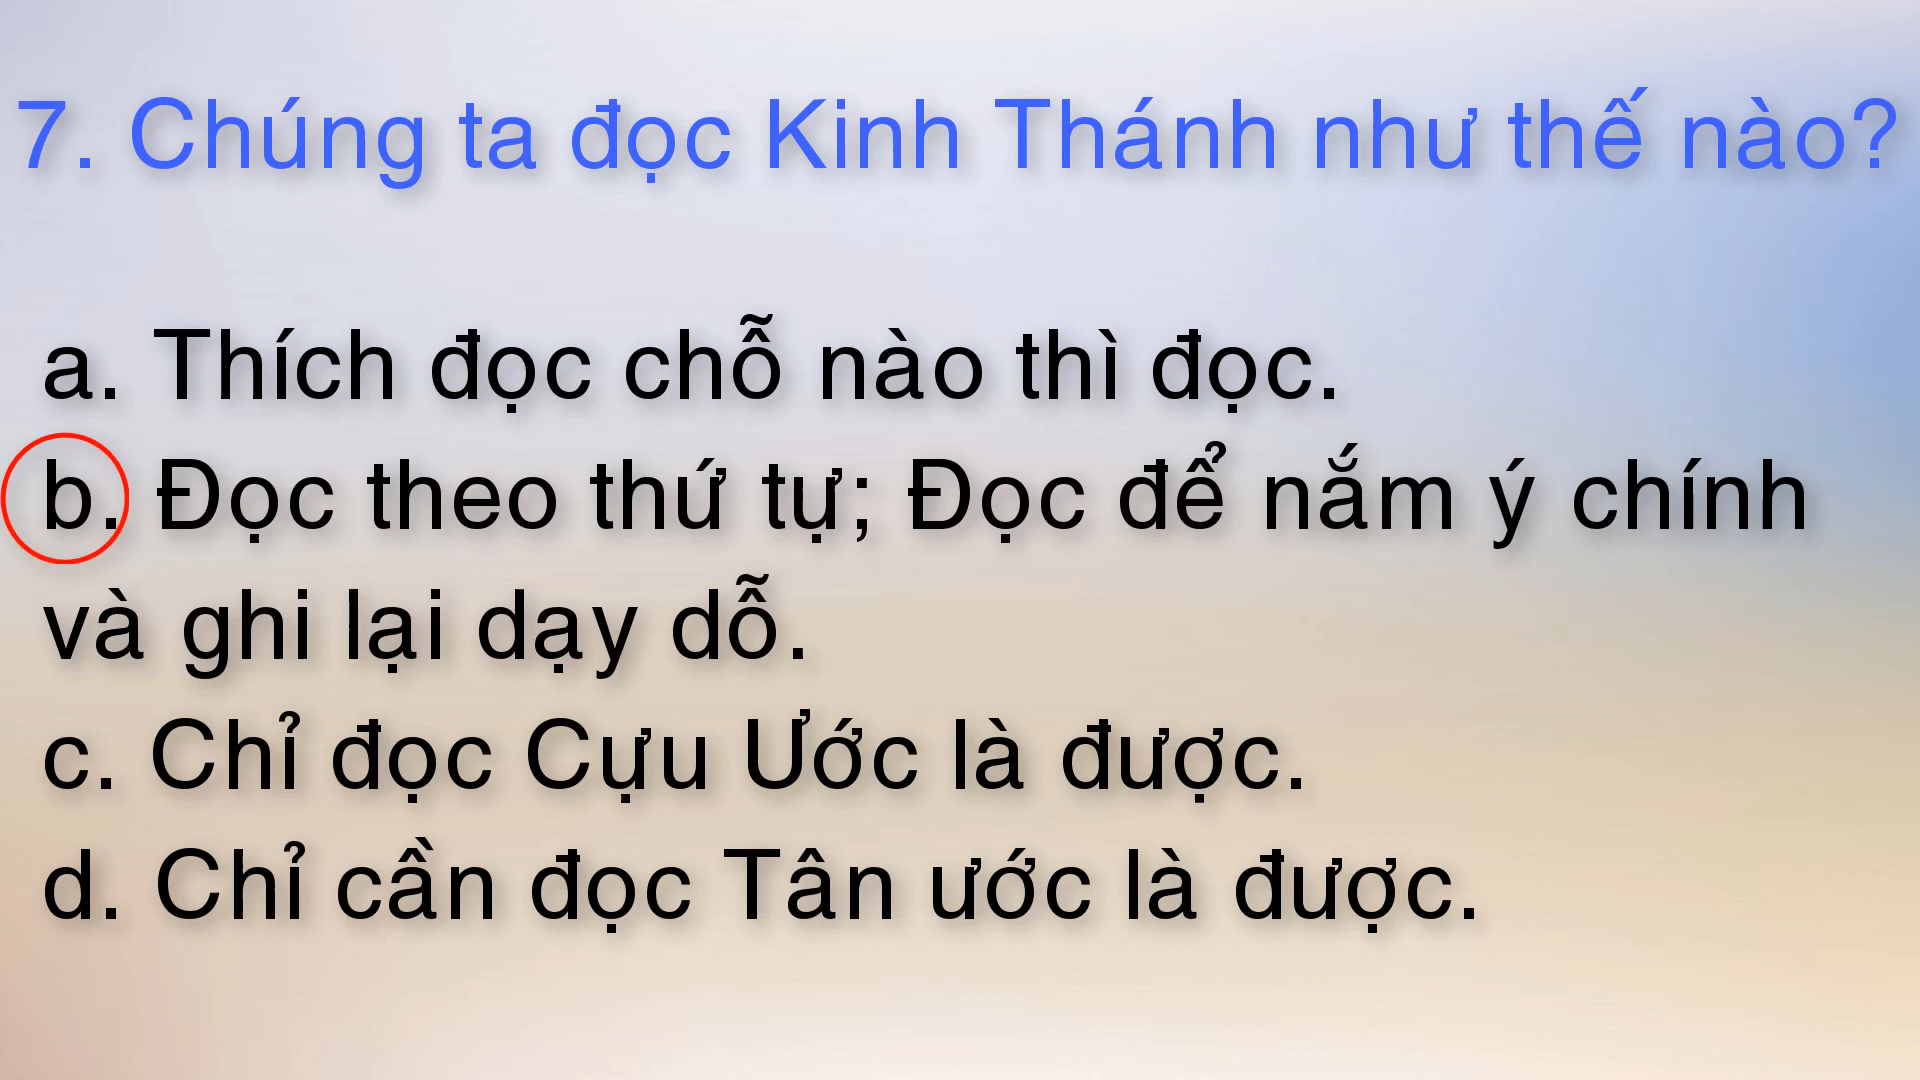 7. Chúng ta đọc Kinh Thánh như thế nào?
a. Thích đọc chỗ nào thì đọc.
b. Đọc theo thứ tự; Đọc để nắm ý chính
và ghi lại dạy dỗ.
c. Chỉ đọc Cựu Ước là được.
d. Chỉ cần đọc Tân ước là được.